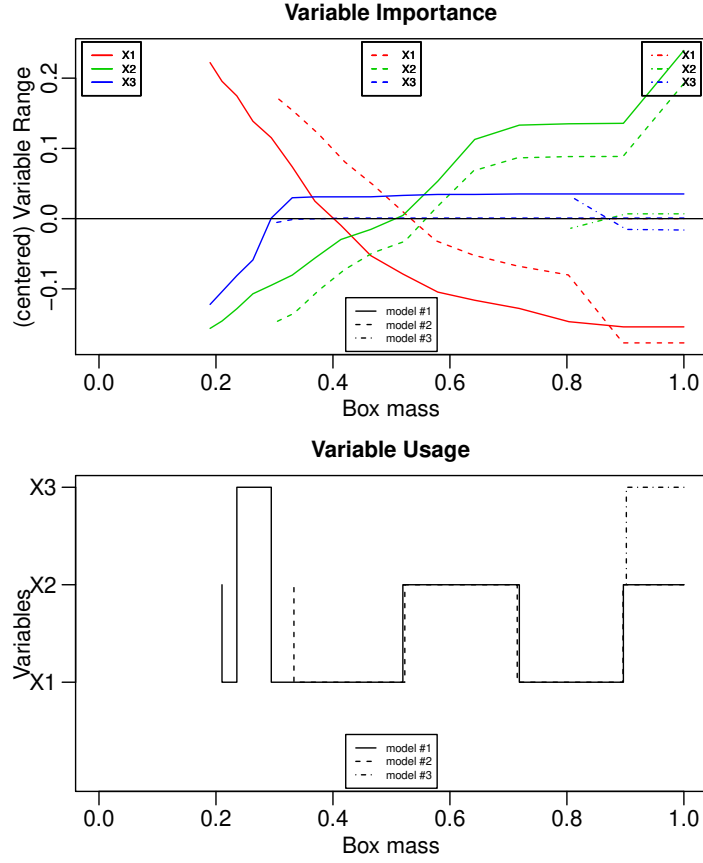 Variable Importance
X1
X2
X3
X1
X2
X3
X1
X2
X3
(centered) Variable Range
0.2
0.1
0.0
−0.1
model #1
model #2
model #3
0.0 0.2 0.4 0.6 0.8 1.0
Box mass
Variable Usage
Variables
X3
X2
X1
model #1
model #2
model #3
0.0 0.2 0.4 0.6 0.8 1.0
Box mass